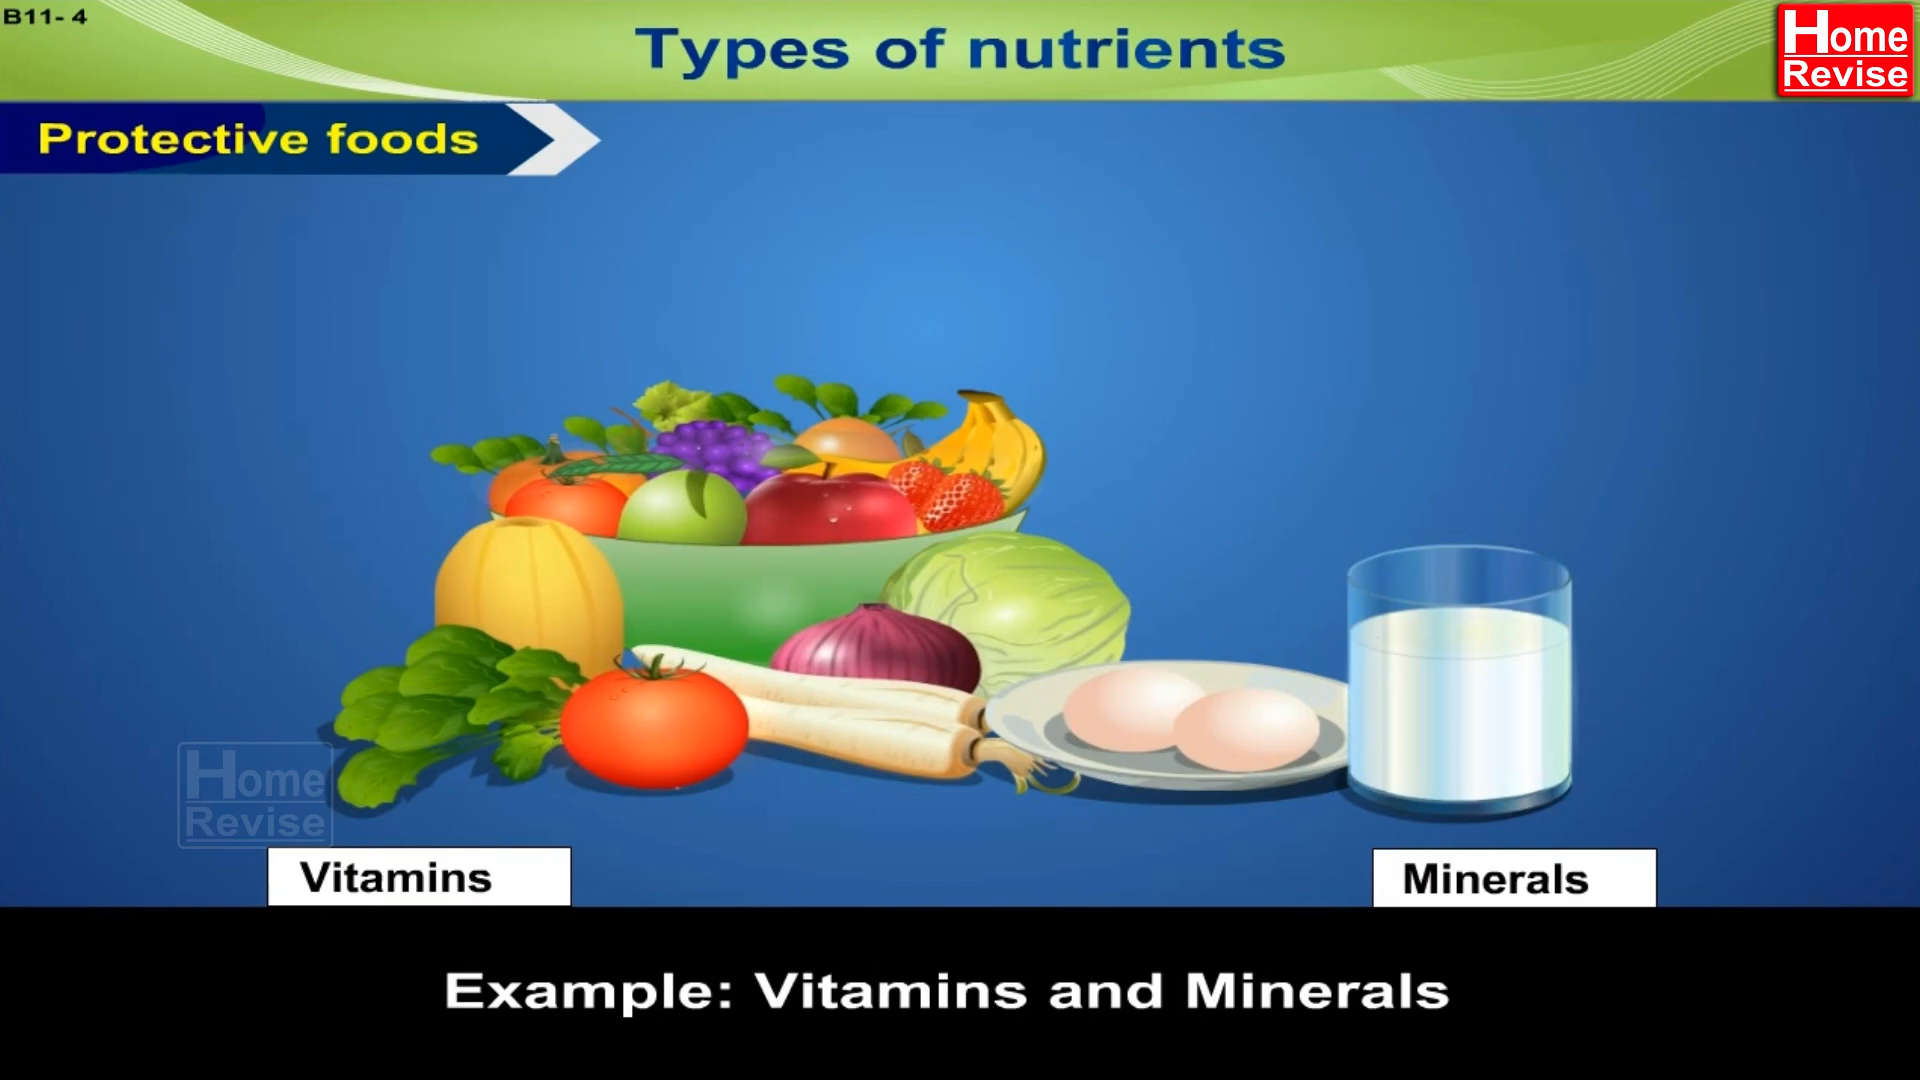 B11- 4
Types of nutrients
Home
Revise
Protective foods
Home
Revise
Vitamins
Minerals
Example: Vitamins and Minerals